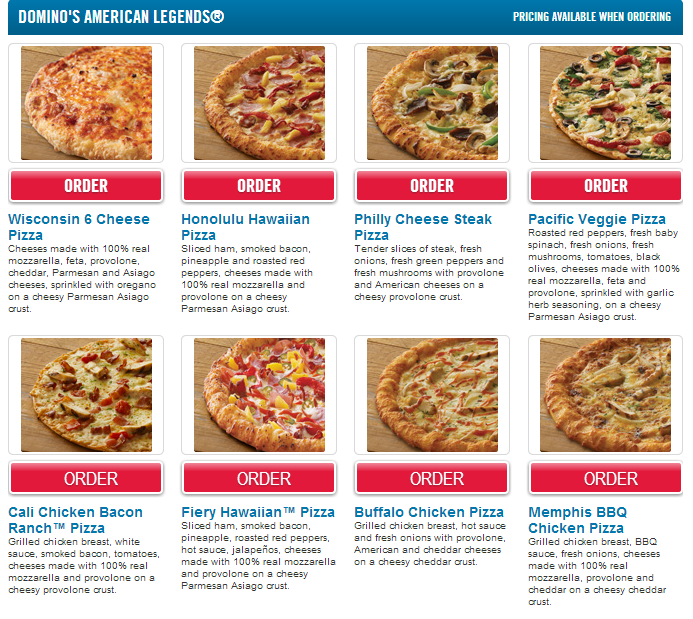 DOMINO'S AMERICAN LEGENDS® PRICING AVAILABLE WHEN ORDERING
ORDER
Wisconsin 6 Cheese
Pizza
Cheeses made with 100% real
mozzarella, feta, provolone,
cheddar, Parmesan and Asiago
cheeses, sprinkled with oregano
on a cheesy Parmesan Asiago
crust.
ORDER
Honolulu Hawaiian
Pizza
Sliced ham, smoked bacon,
pineapple and roasted red
peppers, cheeses made with
100% real mozzarella and
provolone on a cheesy
Parmesan Asiago crust.
ORDER
Philly Cheese Steak
Pizza
Tender slices of steak, fresh
onions, fresh green peppers and
fresh mushrooms with provolone
and American cheeses on a
cheesy provolone crust.
ORDER
Pacific Veggie Pizza
Roasted red peppers, fresh baby
spinach, fresh onions, fresh
mushrooms, tomatoes, black
olives, cheeses made with 100%
real mozzarella, feta and
provolone, sprinkled with garlic
herb seasoning, on a cheesy
Parmesan Asiago crust.
ORDER
Cali Chicken Bacon
Ranch™ Pizza
Grilled chicken breast, white
sauce, smoked bacon, tomatoes,
cheeses made with 100% real
mozzarella and provolone on a
cheesy provolone crust.
ORDER
Fiery Hawaiian™ Pizza
Sliced ham, smoked bacon,
pineapple, roasted red peppers,
hot sauce, jalapeños, cheeses
made with 100% real mozzarella
and provolone on a cheesy
Parmesan Asiago crust.
ORDER
Buffalo Chicken Pizza
Grilled chicken breast, hot sauce
and fresh onions with provolone,
American and cheddar cheeses
on a cheesy cheddar crust.
ORDER
Memphis BBQ
Chicken Pizza
Grilled chicken breast, BBQ
sauce, fresh onions, cheeses
made with 100% real
mozzarella, provolone and
cheddar on a cheesy cheddar
crust.